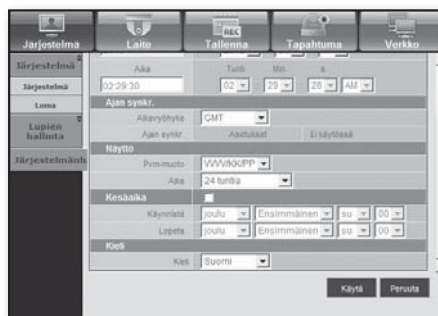 Järjestelmä Laite Tallenna Tapahtuma Verkko
REC
Järjestelmä
Järjestelmä
Loma
Lupien hallinta
Järjestelmänh
Aika Tunti Min s
02:29:30 02 29 28 AM
Ajan synkr.
Aikavyöhyke GMT
Ajan synkr. Asetukset Ei käytössä
Näyttö
Pvm-muoto VVVV/KK/PP
Aika 24 tuntia
Kesäaika
Käynnistä joulu Ensimmäinen su 00
Lopeta joulu Ensimmäinen su 00
Kieli
Kieli Suomi
Käytä Peruuta